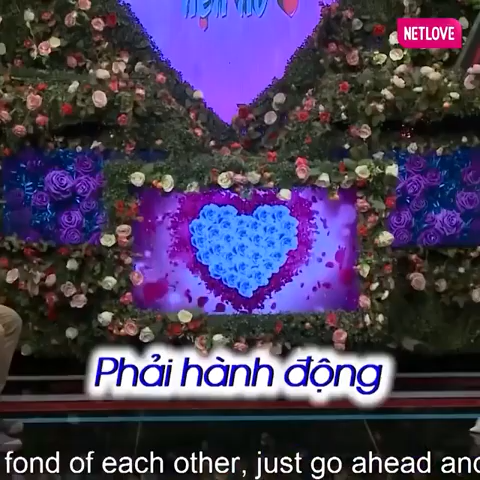 NETLOVE
Phải hành động
fond of each other, just go ahead and